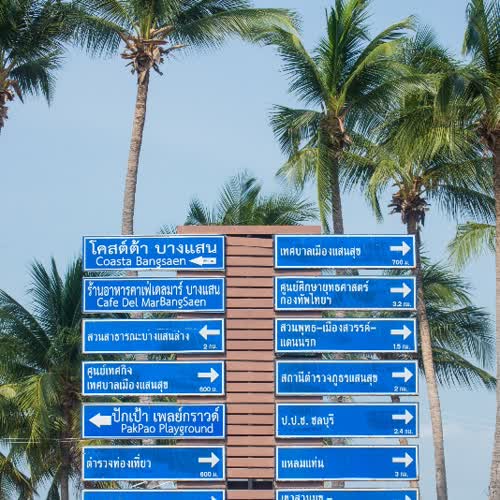 โคสต์ต้า บางแสน
Coasta Bangsaen
ร้านอาหารคาเฟ่เดลมาร์ บางแสน
Cafe Del MarBangSaen
สวนสาธารณะบางแสนล่าง
2 กม.
ศูนย์เทศกิจ
เทศบาลเมืองแสนสุข
600 ม.
ปักเป้า เพลย์กราวด์
PakPao Playground
ตำรวจท่องเที่ยว
600 ม.
เทศบาลเมืองแสนสุข
700 ม.
ศูนย์ศึกษายุทธศาสตร์
กองทัพไทยฯ
3.2 กม.
สวนพุทธ-เมืองสวรรค์-
แดนนรก
1.5 กม.
สถานีตำรวจภูธรแสนสุข
2 กม.
ป.ป.ช. ชลบุรี
2.4 กม.
แหลมแท่น
3 กม.